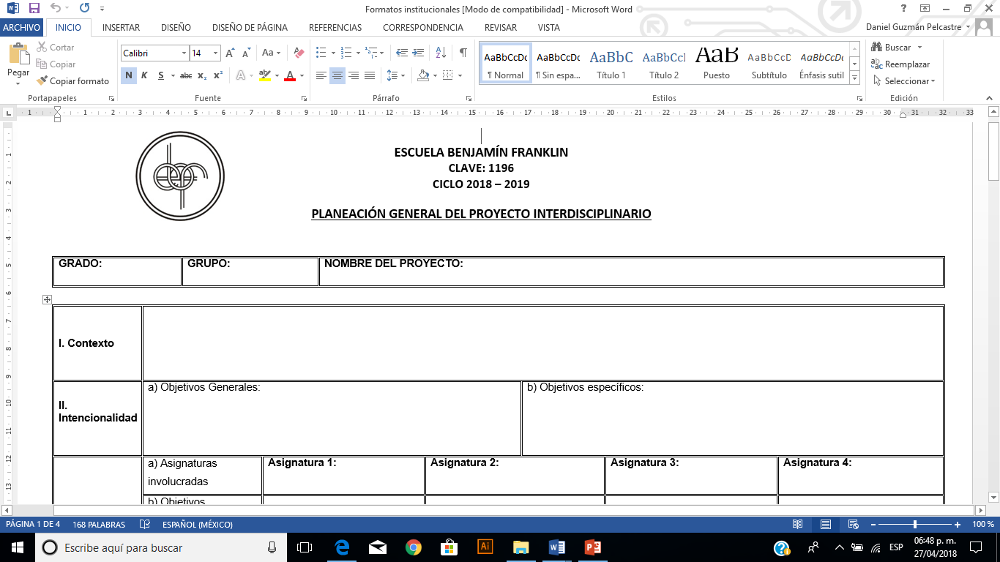 Formatos institucionales [Modo de compatibilidad] - Microsoft Word
ARCHIVO INICIO INSERTAR DISEÑO DISEÑO DE PÁGINA REFERENCIAS CORRESPONDENCIA REVISAR VISTA Daniel Guzmán Pelcastre
Pegar
Cortar
Copiar
Copiar formato
Portapapeles
Calibri 14
N K S abc x₂ x²
Fuente
Párrafo
AaBbCcDc AaBbCcDc AaBbC AaBbCcI AaB AaBbCcD AaBbCcDc
¶ Normal ¶ Sin espa... Título 1 Título 2 Puesto Subtítulo Énfasis sutil
Estilos
Buscar
Reemplazar
Seleccionar
Edición
1 1 2 3 4 5 6 7 8 9 10 11 12 13 14 15 16 17 18 19 20 21 22 23 24 25 26 27 28 29 30 31 32 33
ESCUELA BENJAMÍN FRANKLIN
CLAVE: 1196
CICLO 2018 – 2019
PLANEACIÓN GENERAL DEL PROYECTO INTERDISCIPLINARIO
GRADO: GRUPO: NOMBRE DEL PROYECTO:
I. Contexto
II.
Intencionalidad
a) Objetivos Generales: b) Objetivos específicos:
a) Asignaturas
involucradas
Asignatura 1: Asignatura 2: Asignatura 3: Asignatura 4:
b) Objetivos
1 2 3 4 5 6 7 8 9 10 11 12 13
PÁGINA 1 DE 4 168 PALABRAS ESPAÑOL (MÉXICO) 100 %
Escribe aquí para buscar
ESP
06:48 p. m.
27/04/2018